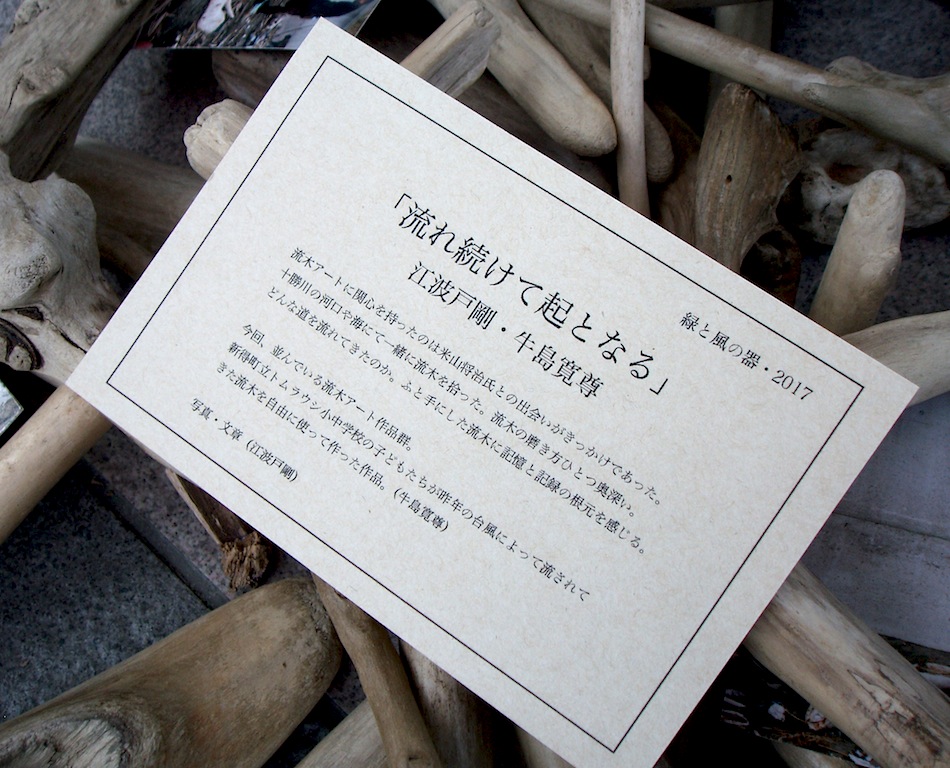 緑と風の器・2017
「流れ続けて起となる」
江波戸剛・牛島寛尊
流木アートに関心を持ったのは米山将治氏との出会いがきっかけであった。
十勝川の河口や海にて一緒に流木を拾った。流木の磨き方ひとつ奥深い。
どんな道を流れてきたのか。ふと手にした流木に記憶と記録の根元を感じる。
今回、並んでいる流木アート作品群。
新得町立トムラウシ小中学校の子どもたちが昨年の台風によって流されて
きた流木を自由に使って作った作品。（牛島寛尊）
写真・文章（江波戸剛）